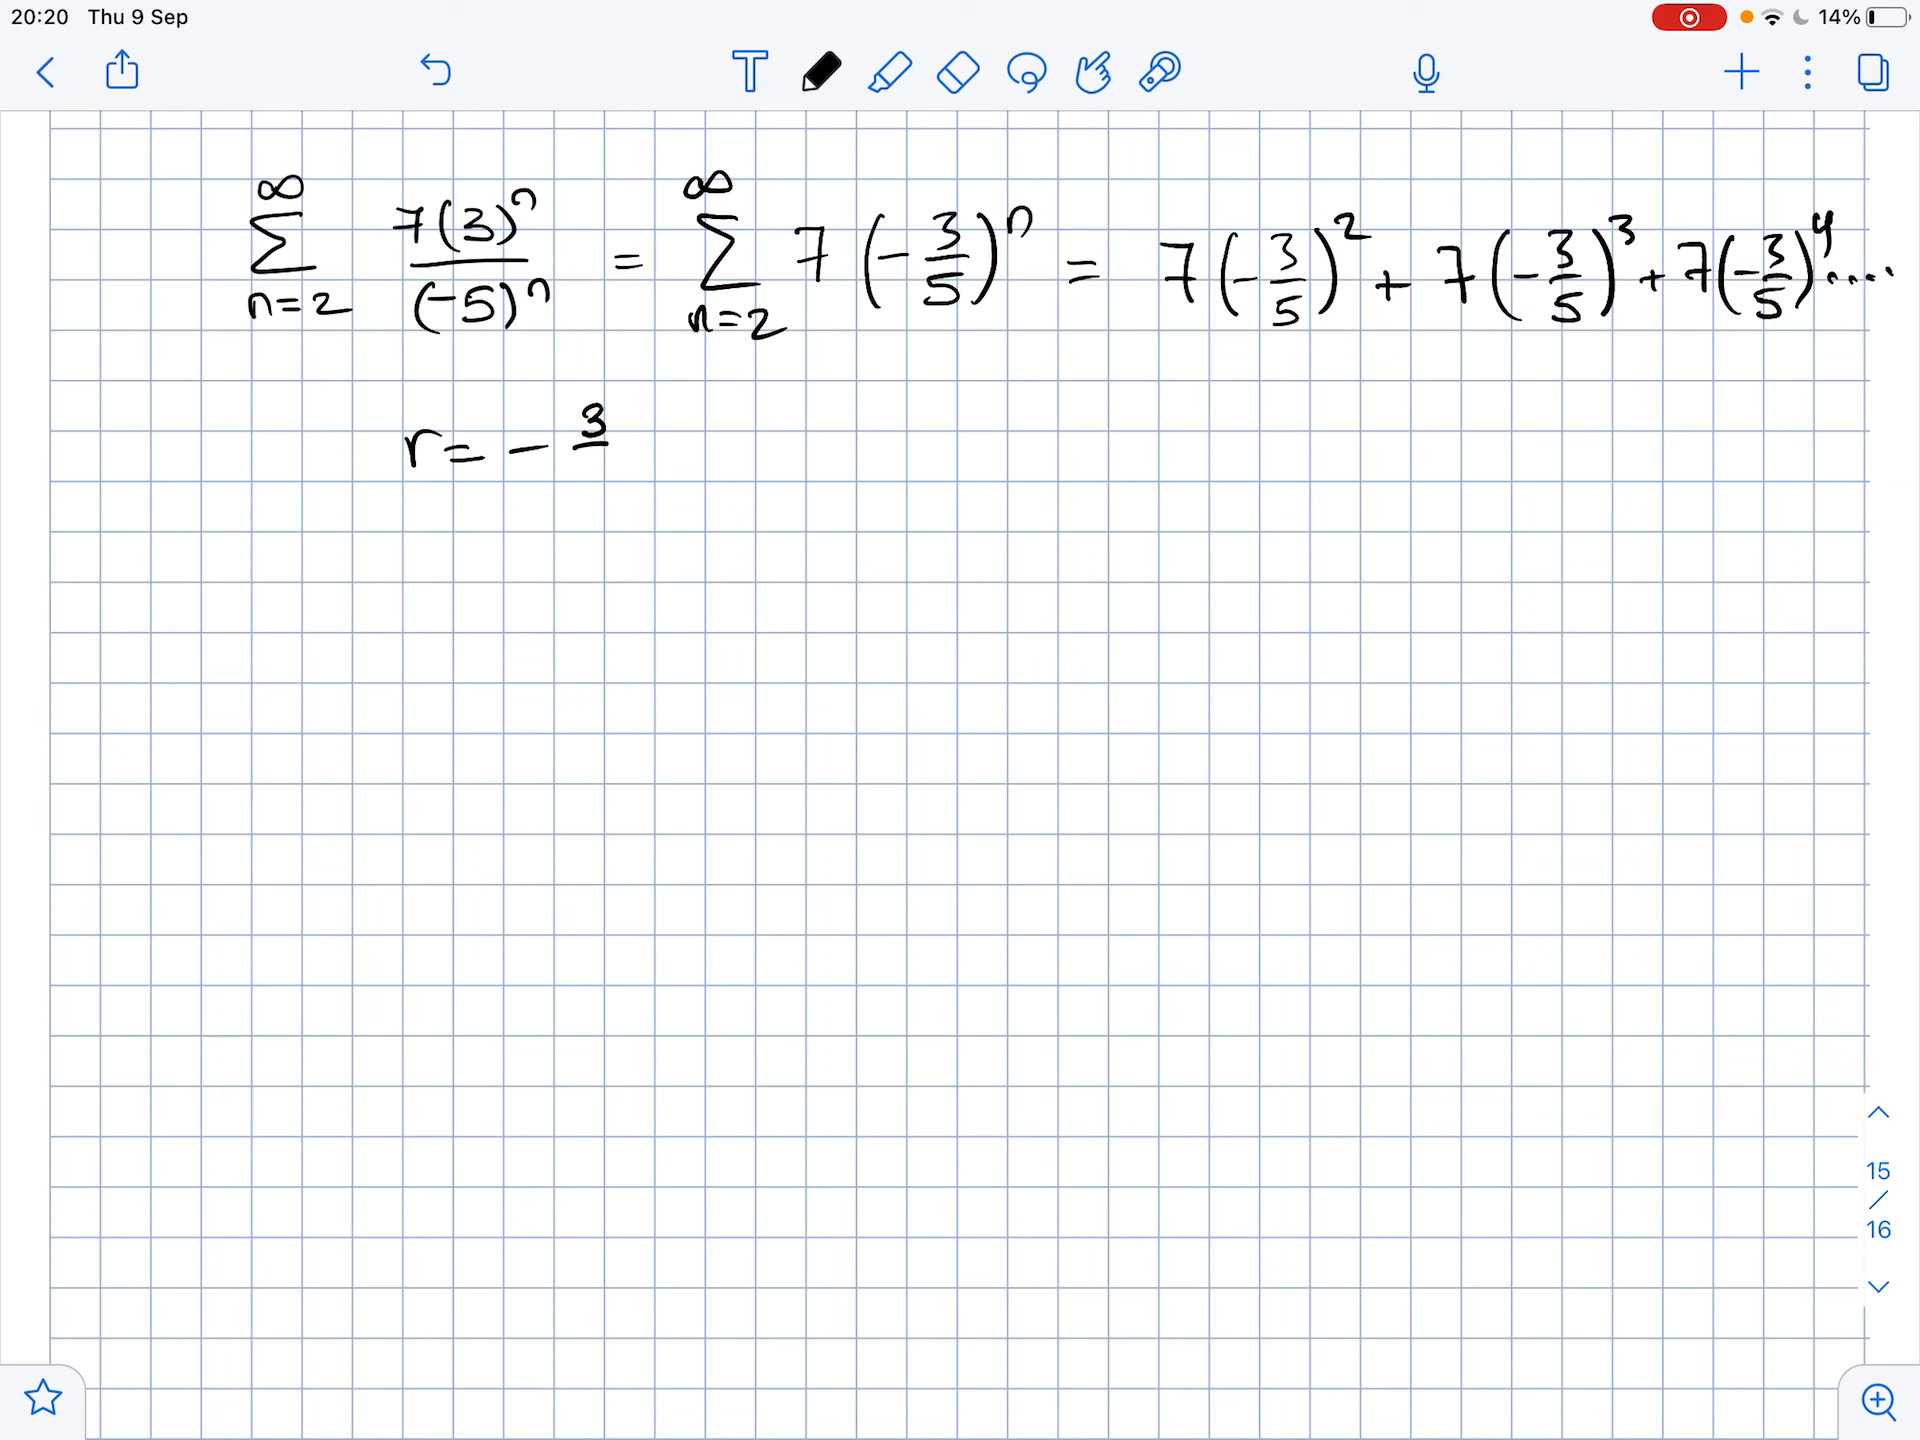 20:20 Thu 9 Sep 14%
T
∞ ∑ n=2 7(3)ⁿ / (-5)ⁿ = ∞ ∑ n=2 7(-3/5)ⁿ = 7(-3/5)² + 7(-3/5)³ + 7(-3/5)⁴ ....
r = - 3
15
/
16